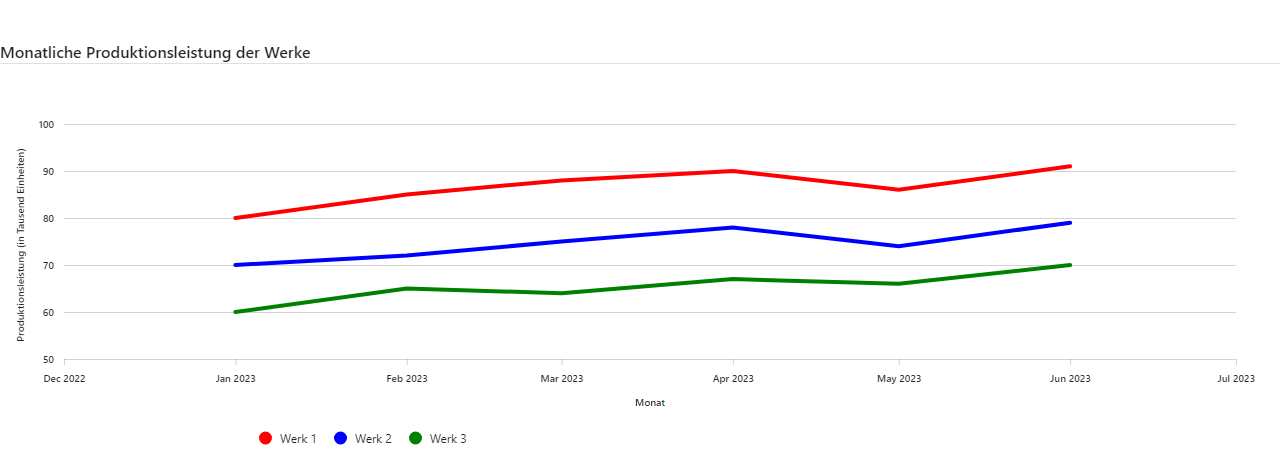 Monatliche Produktionsleistung der Werke
Produktionsleistung (in Tausend Einheiten)
100
90
80
70
60
50
Dec 2022 Jan 2023 Feb 2023 Mar 2023 Apr 2023 May 2023 Jun 2023 Jul 2023
Monat
Werk 1 Werk 2 Werk 3